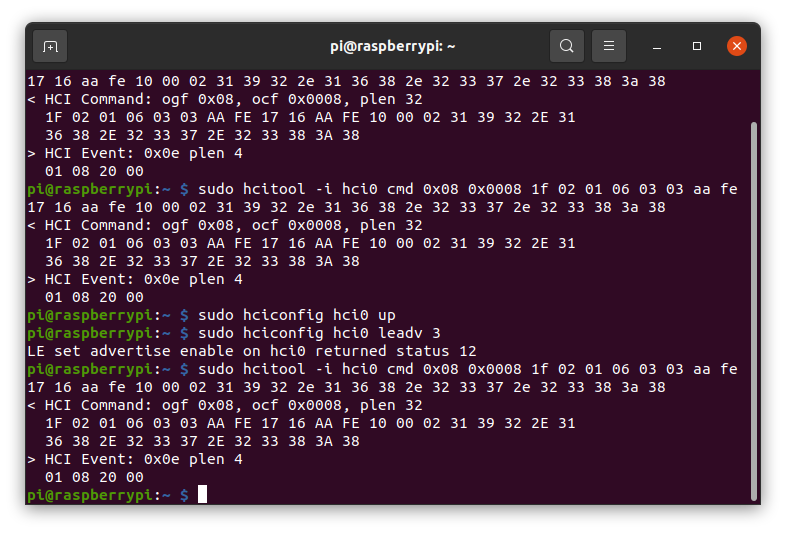 pi@raspberrypi: ~
17 16 aa fe 10 00 02 31 39 32 2e 31 36 38 2e 32 33 37 2e 32 33 38 3a 38
< HCI Command: ogf 0x08, ocf 0x0008, plen 32
  1F 02 01 06 03 03 AA FE 17 16 AA FE 10 00 02 31 39 32 2E 31
  36 38 2E 32 33 37 2E 32 33 38 3A 38
> HCI Event: 0x0e plen 4
  01 08 20 00
pi@raspberrypi:~ $ sudo hcitool -i hci0 cmd 0x08 0x0008 1f 02 01 06 03 03 aa fe
17 16 aa fe 10 00 02 31 39 32 2e 31 36 38 2e 32 33 37 2e 32 33 38 3a 38
< HCI Command: ogf 0x08, ocf 0x0008, plen 32
  1F 02 01 06 03 03 AA FE 17 16 AA FE 10 00 02 31 39 32 2E 31
  36 38 2E 32 33 37 2E 32 33 38 3A 38
> HCI Event: 0x0e plen 4
  01 08 20 00
pi@raspberrypi:~ $ sudo hciconfig hci0 up
pi@raspberrypi:~ $ sudo hciconfig hci0 leadv 3
LE set advertise enable on hci0 returned status 12
pi@raspberrypi:~ $ sudo hcitool -i hci0 cmd 0x08 0x0008 1f 02 01 06 03 03 aa fe
17 16 aa fe 10 00 02 31 39 32 2e 31 36 38 2e 32 33 37 2e 32 33 38 3a 38
< HCI Command: ogf 0x08, ocf 0x0008, plen 32
  1F 02 01 06 03 03 AA FE 17 16 AA FE 10 00 02 31 39 32 2E 31
  36 38 2E 32 33 37 2E 32 33 38 3A 38
> HCI Event: 0x0e plen 4
  01 08 20 00
pi@raspberrypi:~ $